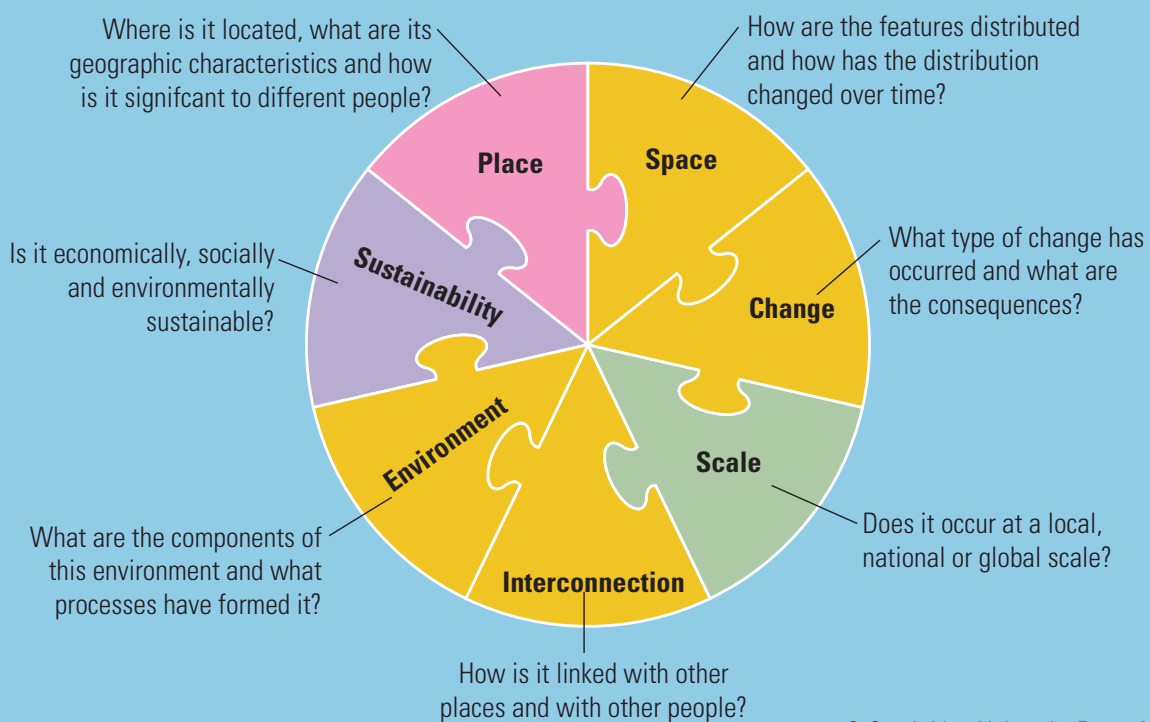 Where is it located, what are its
geographic characteristics and how
is it signifcant to different people?
How are the features distributed
and how has the distribution
changed over time?
Place
Space
Is it economically, socially
and environmentally
sustainable?
Sustainability
What type of change has
occurred and what are
the consequences?
Change
Environment
Scale
What are the components of
this environment and what
processes have formed it?
Does it occur at a local,
national or global scale?
Interconnection
How is it linked with other
places and with other people?